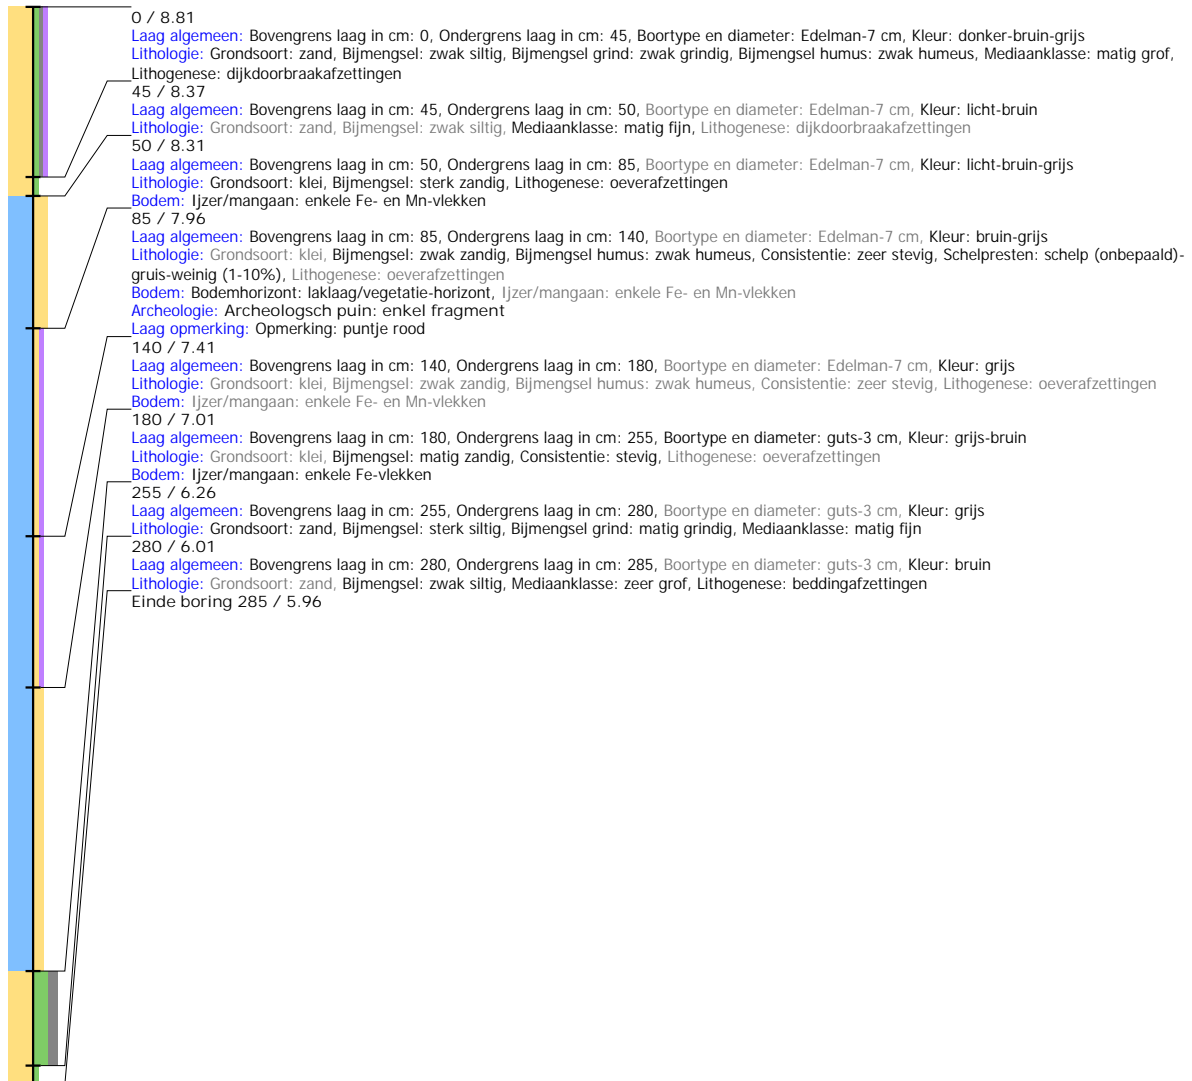 0 / 8.81
Laag algemeen: Bovengrens laag in cm: 0, Ondergrens laag in cm: 45, Boortype en diameter: Edelman-7 cm, Kleur: donker-bruin-grijs
Lithologie: Grondsoort: zand, Bijmengsel: zwak siltig, Bijmengsel grind: zwak grindig, Bijmengsel humus: zwak humeus, Mediaanklasse: matig grof,
Lithogenese: dijkdoorbraakafzettingen
45 / 8.37
Laag algemeen: Bovengrens laag in cm: 45, Ondergrens laag in cm: 50, Boortype en diameter: Edelman-7 cm, Kleur: licht-bruin
Lithologie: Grondsoort: zand, Bijmengsel: zwak siltig, Mediaanklasse: matig fijn, Lithogenese: dijkdoorbraakafzettingen
50 / 8.31
Laag algemeen: Bovengrens laag in cm: 50, Ondergrens laag in cm: 85, Boortype en diameter: Edelman-7 cm, Kleur: licht-bruin-grijs
Lithologie: Grondsoort: klei, Bijmengsel: sterk zandig, Lithogenese: oeverafzettingen
Bodem: Ijzer/mangaan: enkele Fe- en Mn-vlekken
85 / 7.96
Laag algemeen: Bovengrens laag in cm: 85, Ondergrens laag in cm: 140, Boortype en diameter: Edelman-7 cm, Kleur: bruin-grijs
Lithologie: Grondsoort: klei, Bijmengsel: zwak zandig, Bijmengsel humus: zwak humeus, Consistentie: zeer stevig, Schelpresten: schelp (onbepaald)-
gruis-weinig (1-10%), Lithogenese: oeverafzettingen
Bodem: Bodemhorizont: laklaag/vegetatie-horizont, Ijzer/mangaan: enkele Fe- en Mn-vlekken
Archeologie: Archeologsch puin: enkel fragment
Laag opmerking: Opmerking: puntje rood
140 / 7.41
Laag algemeen: Bovengrens laag in cm: 140, Ondergrens laag in cm: 180, Boortype en diameter: Edelman-7 cm, Kleur: grijs
Lithologie: Grondsoort: klei, Bijmengsel: zwak zandig, Bijmengsel humus: zwak humeus, Consistentie: zeer stevig, Lithogenese: oeverafzettingen
Bodem: Ijzer/mangaan: enkele Fe- en Mn-vlekken
180 / 7.01
Laag algemeen: Bovengrens laag in cm: 180, Ondergrens laag in cm: 255, Boortype en diameter: guts-3 cm, Kleur: grijs-bruin
Lithologie: Grondsoort: klei, Bijmengsel: matig zandig, Consistentie: stevig, Lithogenese: oeverafzettingen
Bodem: Ijzer/mangaan: enkele Fe-vlekken
255 / 6.26
Laag algemeen: Bovengrens laag in cm: 255, Ondergrens laag in cm: 280, Boortype en diameter: guts-3 cm, Kleur: grijs
Lithologie: Grondsoort: zand, Bijmengsel: sterk siltig, Bijmengsel grind: matig grindig, Mediaanklasse: matig fijn
280 / 6.01
Laag algemeen: Bovengrens laag in cm: 280, Ondergrens laag in cm: 285, Boortype en diameter: guts-3 cm, Kleur: bruin
Lithologie: Grondsoort: zand, Bijmengsel: zwak siltig, Mediaanklasse: zeer grof, Lithogenese: beddingafzettingen
Einde boring 285 / 5.96